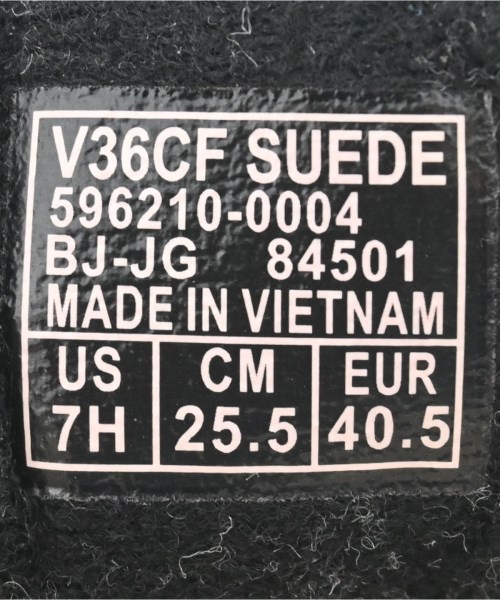 V36CF SUEDE
596210-0004
BJ-JG 84501
MADE IN VIETNAM
US CM EUR
7H 25.5 40.5